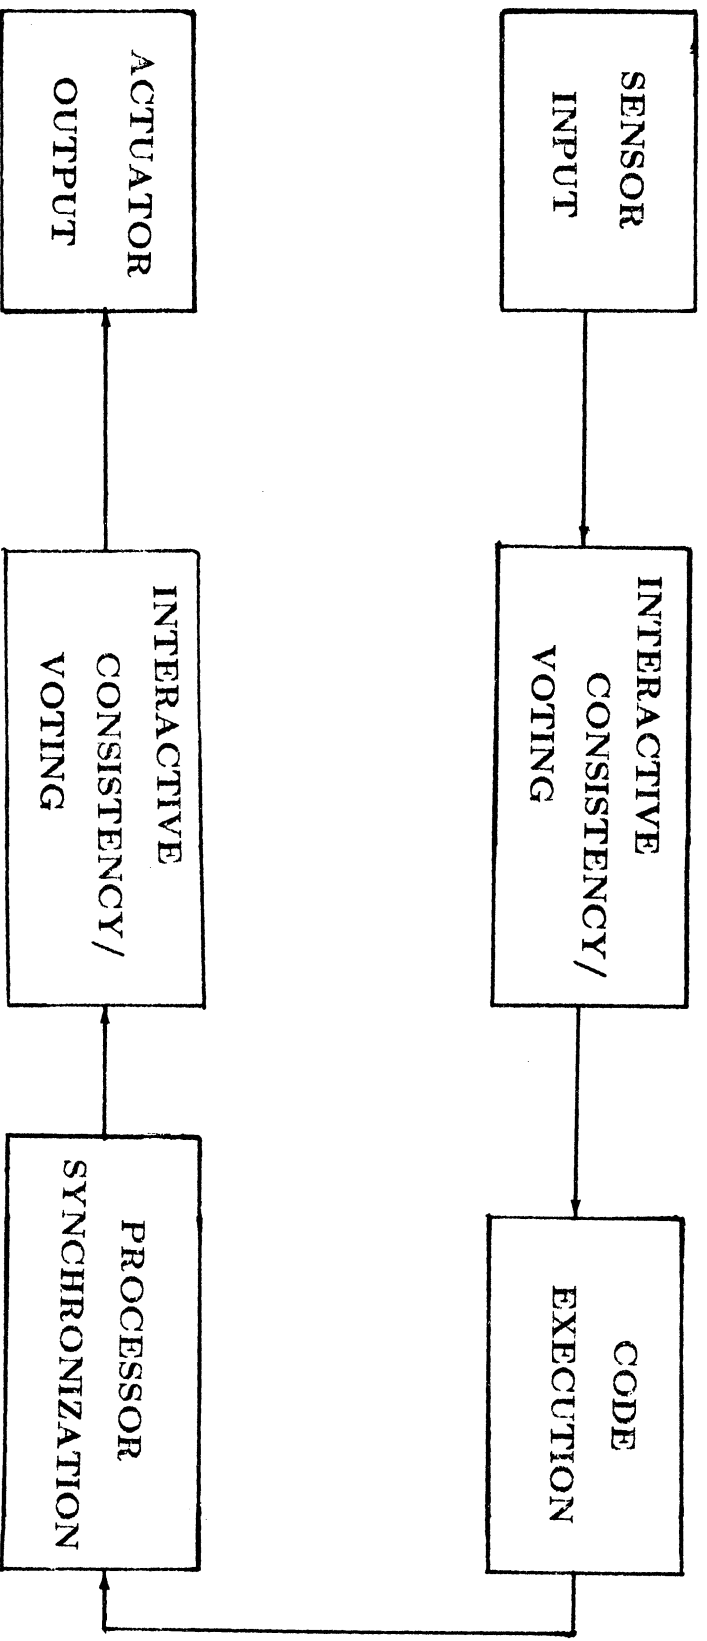 SENSOR
INPUT
INTERACTIVE
CONSISTENCY/
VOTING
CODE
EXECUTION
ACTUATOR
OUTPUT
INTERACTIVE
CONSISTENCY/
VOTING
PROCESSOR
SYNCHRONIZATION